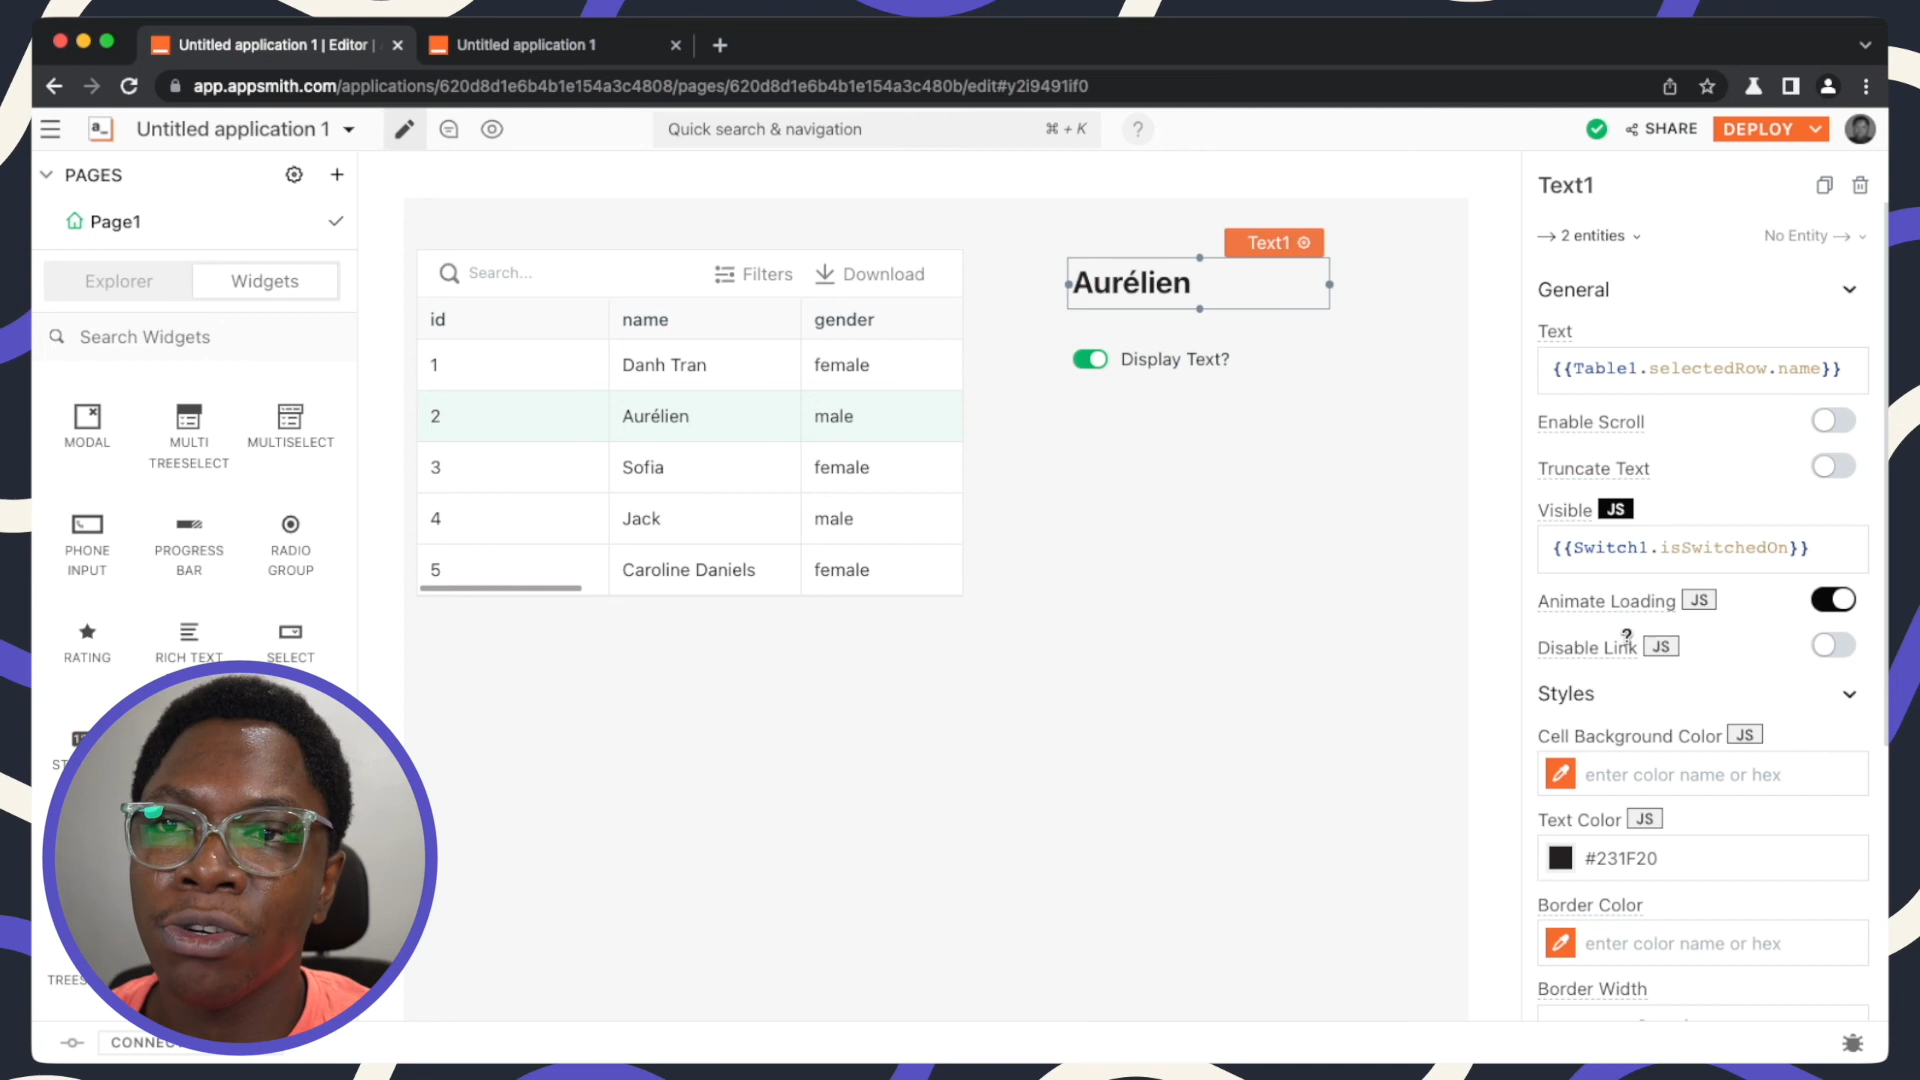 Untitled application 1 | Editor |
Untitled application 1
app.appsmith.com/applications/620d8d1e6b4b1e154a3c4808/pages/620d8d1e6b4b1e154a3c480b/edit#y2i9491if0
a_
Untitled application 1
Quick search & navigation
⌘ + K
?
SHARE
DEPLOY
PAGES
Page1
Explorer
Widgets
Search Widgets
MODAL
MULTI
TREESELECT
MULTISELECT
PHONE
INPUT
PROGRESS
BAR
RADIO
GROUP
RATING
RICH TEXT
SELECT
TREES
CONNEC
Search...
Filters
Download
id name gender
1 Danh Tran female
2 Aurélien male
3 Sofia female
4 Jack male
5 Caroline Daniels female
Text1
Aurélien
Display Text?
Text1
2 entities
No Entity
General
Text
{{Table1.selectedRow.name}}
Enable Scroll
Truncate Text
Visible JS
{{Switch1.isSwitchedOn}}
Animate Loading JS
?
Disable Link JS
Styles
Cell Background Color JS
enter color name or hex
Text Color JS
#231F20
Border Color
enter color name or hex
Border Width